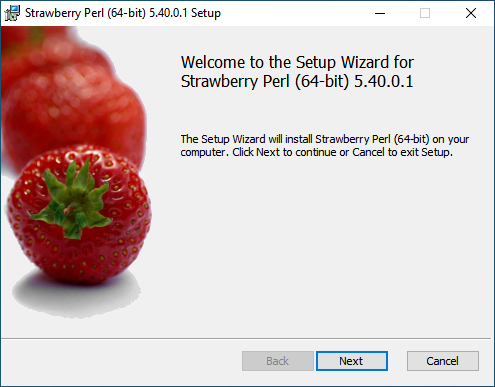 Strawberry Perl (64-bit) 5.40.0.1 Setup
Welcome to the Setup Wizard for
Strawberry Perl (64-bit) 5.40.0.1
The Setup Wizard will install Strawberry Perl (64-bit) on your
computer. Click Next to continue or Cancel to exit Setup.
Back Next Cancel